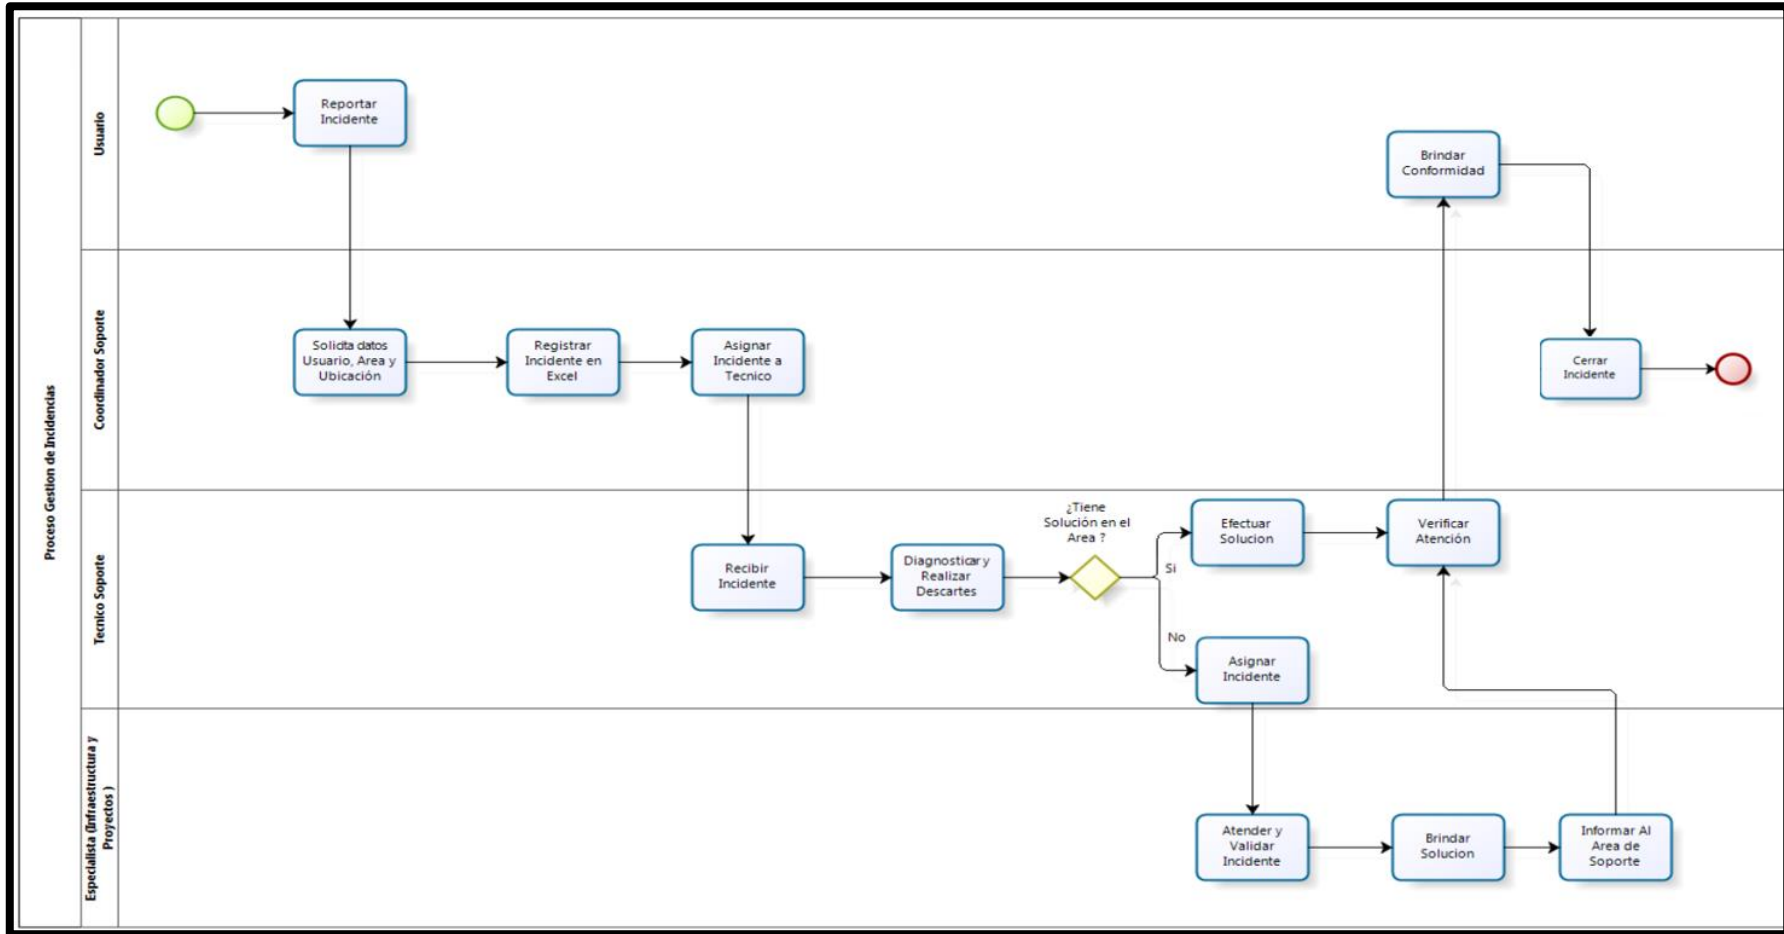 Proceso Gestion de Incidencias
Usuario
Reportar
Incidente
Brindar
Conformidad
Coordinador Soporte
Solicita datos
Usuario, Area y
Ubicación
Registrar
Incidente en
Excel
Asignar
Incidente a
Tecnico
Cerrar
Incidente
Tecnico Soporte
Recibir
Incidente
Diagnosticar y
Realizar
Descartes
¿Tiene
Solución en el
Area ?
Si
No
Efectuar
Solucion
Verificar
Atención
Asignar
Incidente
Especialista (Infraestructura y
Proyectos )
Atender y
Validar
Incidente
Brindar
Solucion
Informar Al
Area de
Soporte